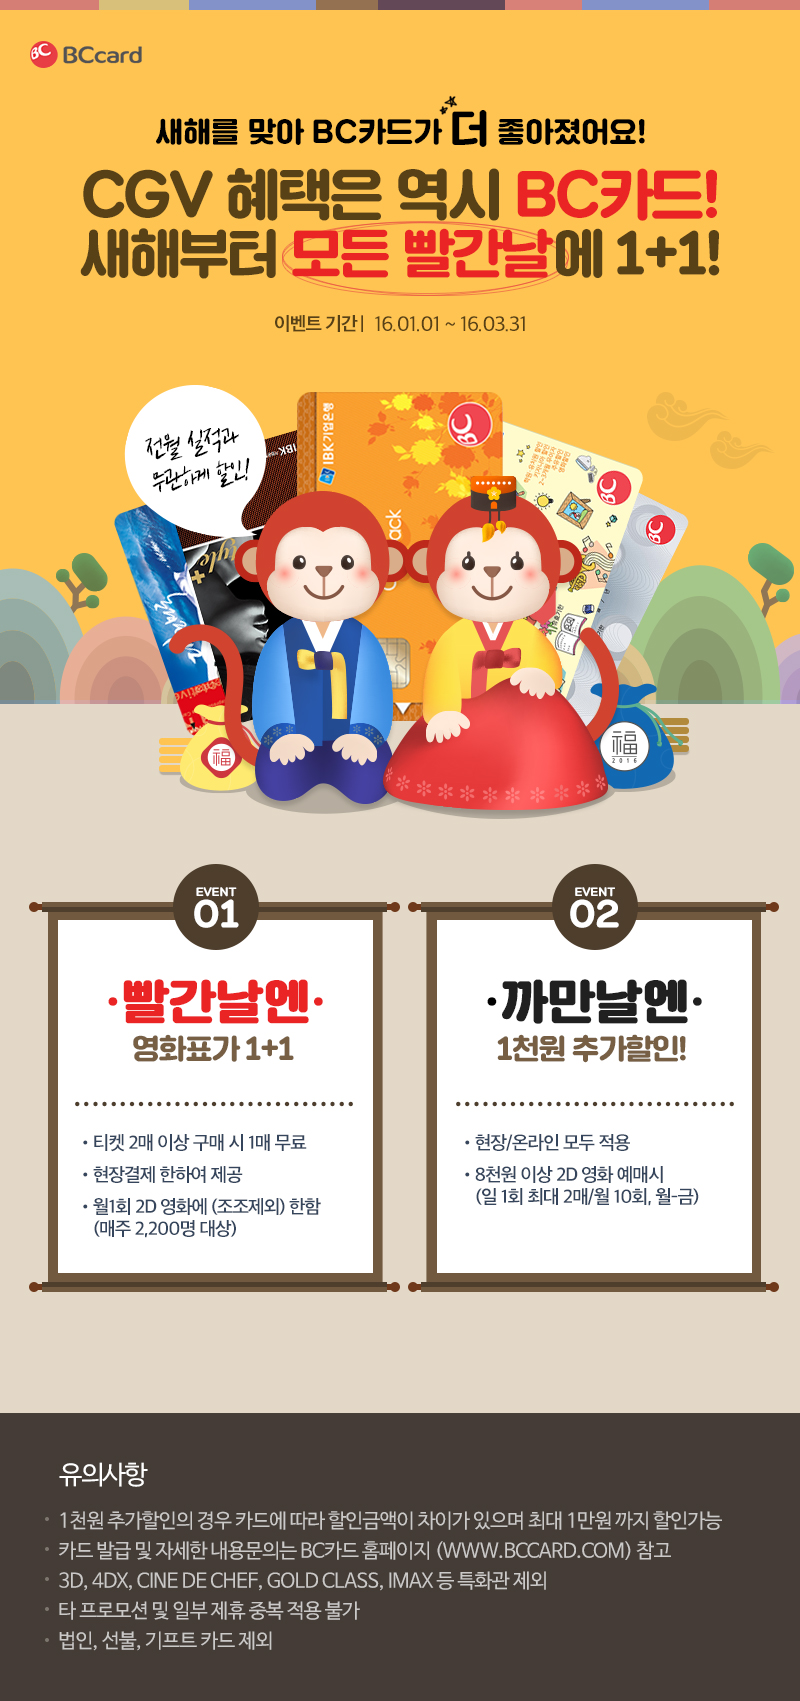 BC BCcard
새해를 맞아 BC카드가 더 좋아졌어요!
CGV 혜택은 역시 BC카드!
새해부터 모든 빨간날에 1+1!
이벤트 기간 | 16.01.01 ~ 16.03.31
전월 실적과
무관하게 할인!
IBK기업은행
BC
IBK
BC
BC
福
福
2016
EVENT
01
·빨간날엔·
영화표가 1+1
• 티켓 2매 이상 구매 시 1매 무료
• 현장결제 한하여 제공
• 월1회 2D 영화에 (조조제외) 한함
(매주 2,200명 대상)
EVENT
02
·까만날엔·
1천원 추가할인!
• 현장/온라인 모두 적용
• 8천원 이상 2D 영화 예매시
(일 1회 최대 2매/월 10회, 월-금)
유의사항
• 1천원 추가할인의 경우 카드에 따라 할인금액이 차이가 있으며 최대 1만원 까지 할인가능
• 카드 발급 및 자세한 내용문의는 BC카드 홈페이지 (WWW.BCCARD.COM) 참고
• 3D, 4DX, CINE DE CHEF, GOLD CLASS, IMAX 등 특화관 제외
• 타 프로모션 및 일부 제휴 중복 적용 불가
• 법인, 선불, 기프트 카드 제외